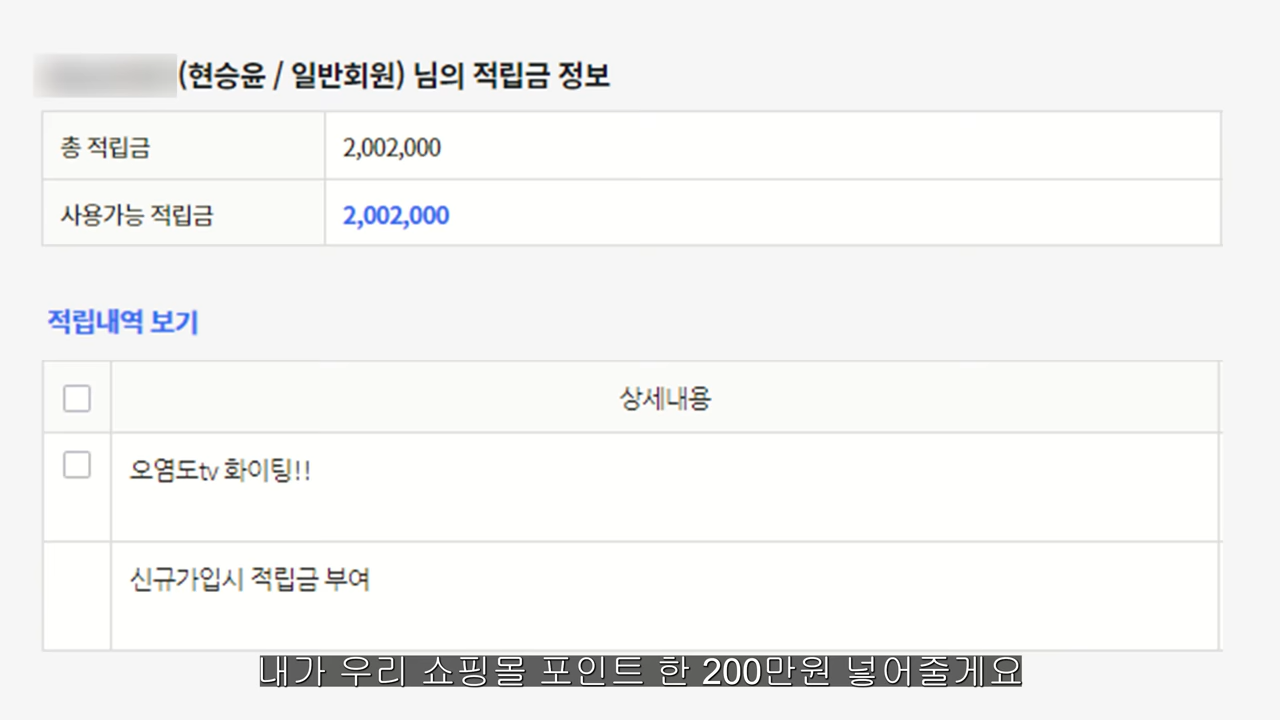 (현승윤 / 일반회원) 님의 적립금 정보
총 적립금 2,002,000
사용가능 적립금 2,002,000
적립내역 보기
상세내용
오염도tv 화이팅!!
신규가입시 적립금 부여
내가 우리 쇼핑몰 포인트 한 200만원 넣어줄게요